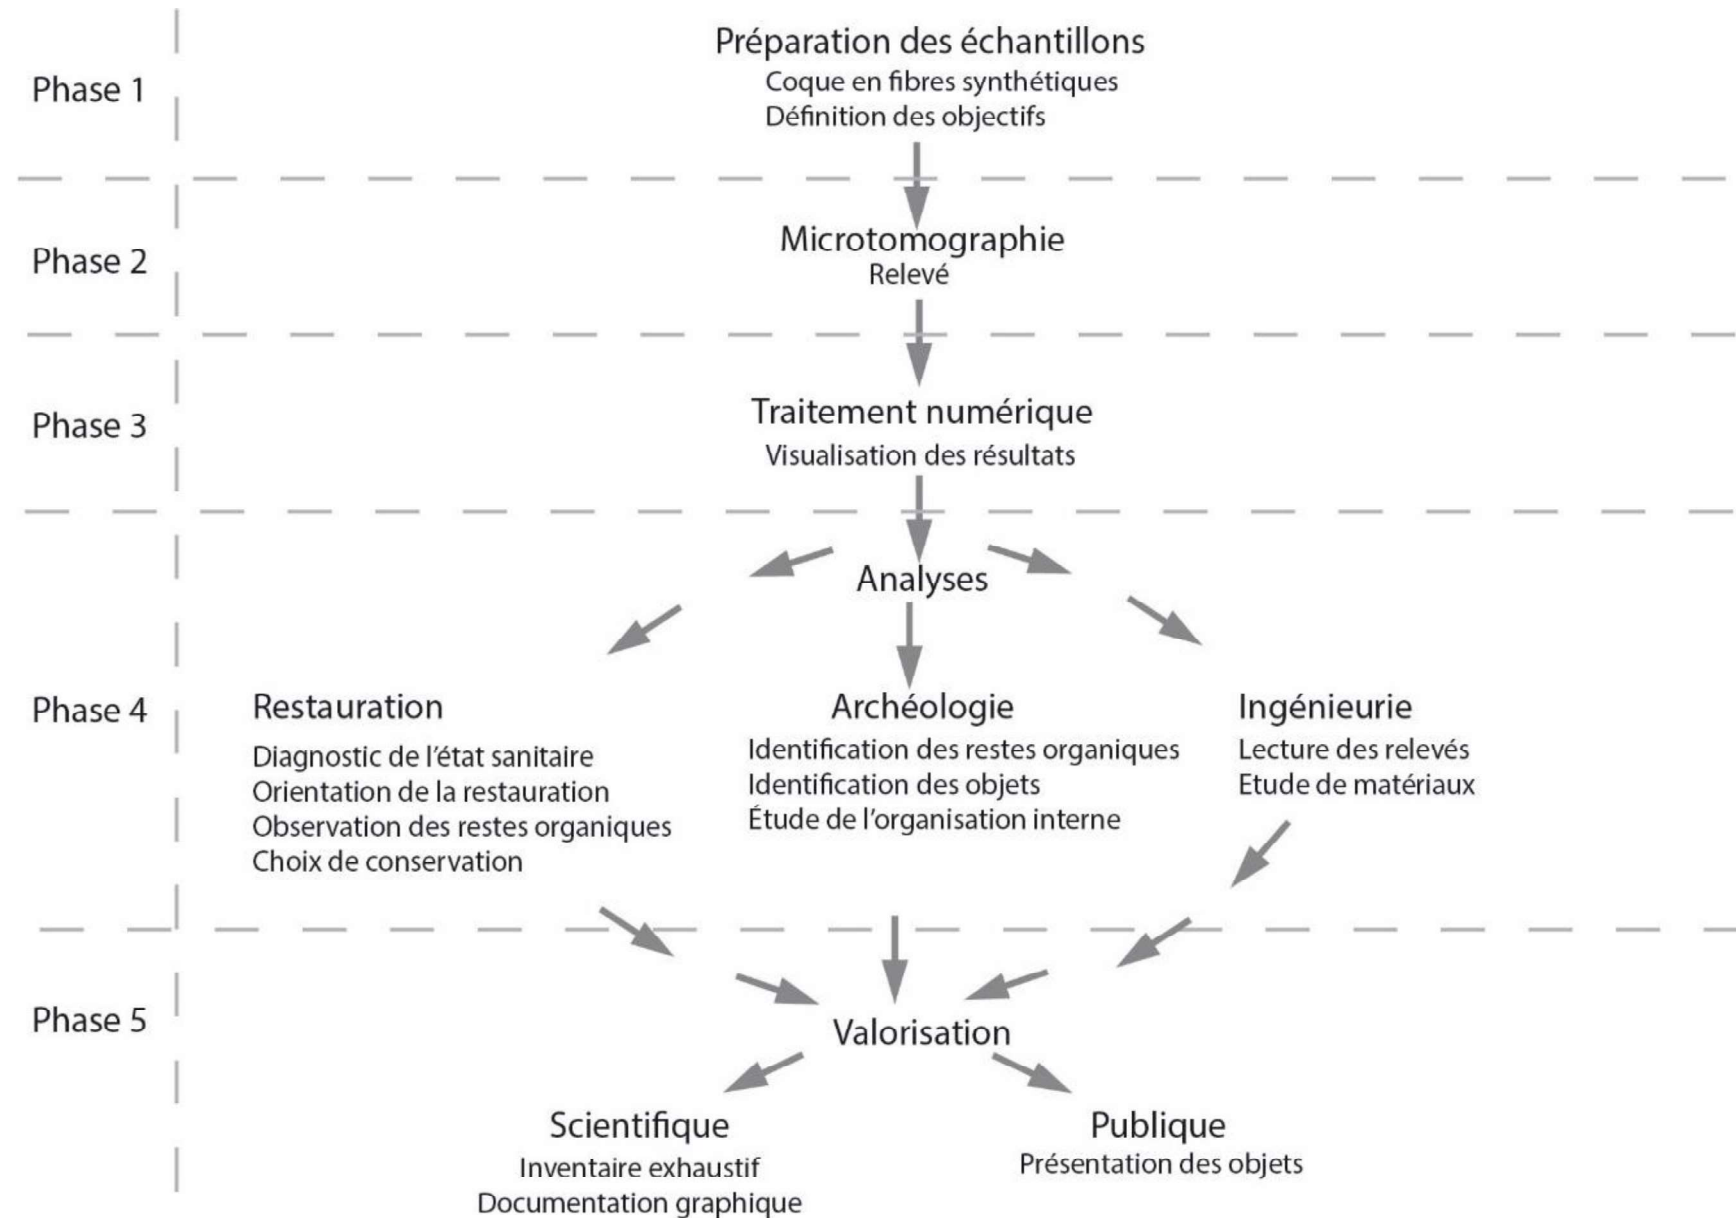 Phase 1
Préparation des échantillons
Coque en fibres synthétiques
Définition des objectifs
Phase 2
Microtomographie
Relevé
Phase 3
Traitement numérique
Visualisation des résultats
Phase 4
Analyses
Restauration
Diagnostic de l'état sanitaire
Orientation de la restauration
Observation des restes organiques
Choix de conservation
Archéologie
Identification des restes organiques
Identification des objets
Étude de l'organisation interne
Ingénieurie
Lecture des relevés
Etude de matériaux
Phase 5
Valorisation
Scientifique
Inventaire exhaustif
Documentation graphique
Publique
Présentation des objets